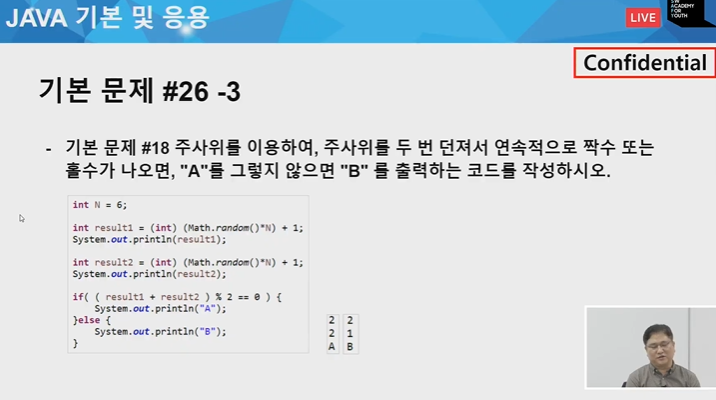 JAVA 기본 및 응용
LIVE
SW
ACADEMY
FOR
YOUTH
Confidential
기본 문제 #26 -3
- 기본 문제 #18 주사위를 이용하여, 주사위를 두 번 던져서 연속적으로 짝수 또는
홀수가 나오면, "A"를 그렇지 않으면 "B" 를 출력하는 코드를 작성하시오.
int N = 6;
int result1 = (int) (Math.random()*N) + 1;
System.out.println(result1);
int result2 = (int) (Math.random()*N) + 1;
System.out.println(result2);
if( ( result1 + result2 ) % 2 == 0 ) {
System.out.println("A");
}else {
System.out.println("B");
}
2 2
2 1
A B